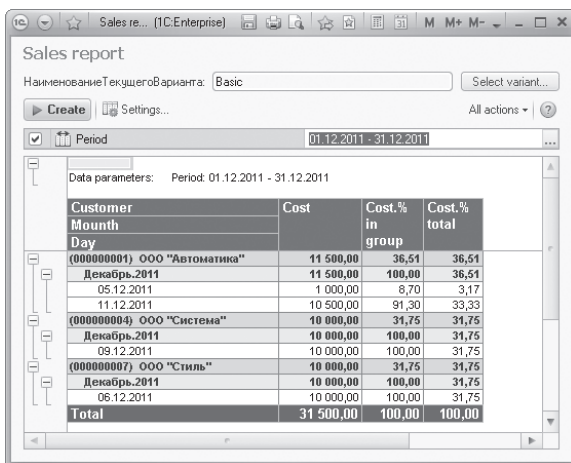 1С Sales re... (1C:Enterprise) 31 M M+ M-
Sales report
НаименованиеТекущегоВарианта: Basic Select variant...
Create Settings... All actions ?
Period 01.12.2011 - 31.12.2011 ...
Data parameters: Period: 01.12.2011 - 31.12.2011
Customer Cost Cost.% Cost.%
Mounth in total
Day group
(000000001) ООО "Автоматика" 11 500,00 36,51 36,51
Декабрь.2011 11 500,00 100,00 36,51
05.12.2011 1 000,00 8,70 3,17
11.12.2011 10 500,00 91,30 33,33
(000000004) ООО "Система" 10 000,00 31,75 31,75
Декабрь.2011 10 000,00 100,00 31,75
09.12.2011 10 000,00 100,00 31,75
(000000007) ООО "Стиль" 10 000,00 31,75 31,75
Декабрь.2011 10 000,00 100,00 31,75
06.12.2011 10 000,00 100,00 31,75
Total 31 500,00 100,00 100,00